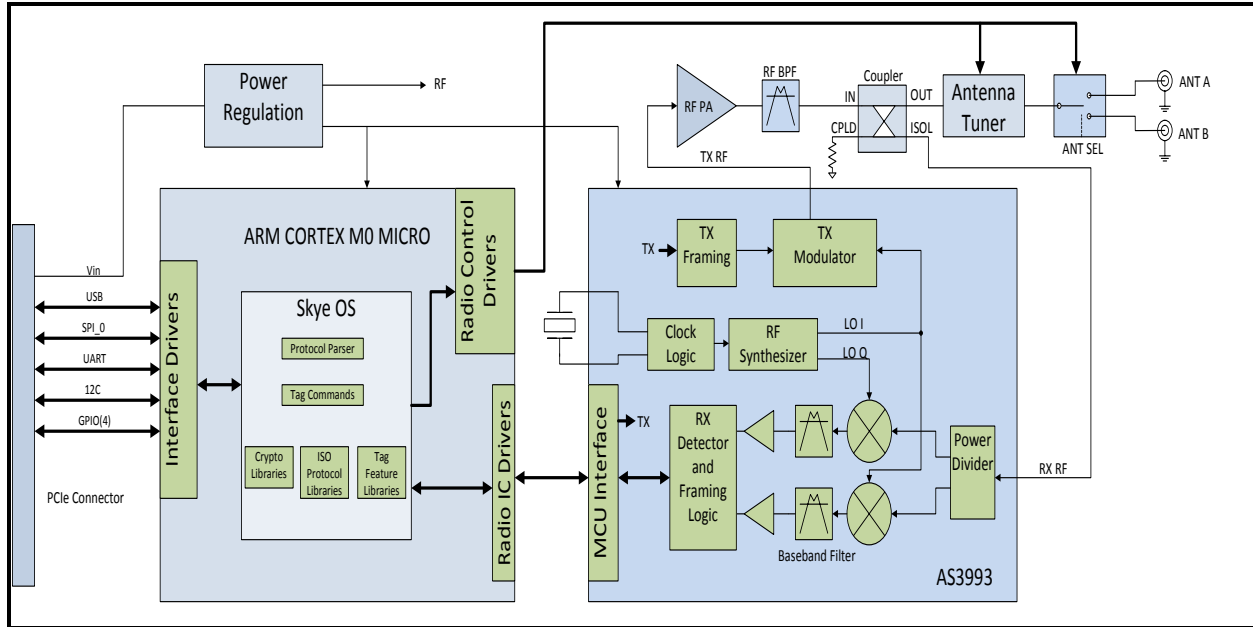 Power
Regulation
RF
RF PA
RF BPF
Coupler
IN
OUT
CPLD
ISOL
Antenna
Tuner
ANT SEL
ANT A
ANT B
TX RF
ARM CORTEX M0 MICRO
Radio Control
Drivers
Vin
USB
SPI_0
UART
12C
GPIO(4)
PCIe Connector
Interface Drivers
Skye OS
Protocol Parser
Tag Commands
Crypto
Libraries
ISO
Protocol
Libraries
Tag
Feature
Libraries
Radio IC Drivers
TX
TX
Framing
TX
Modulator
Clock
Logic
RF
Synthesizer
LO I
LO Q
MCU Interface
TX
RX
Detector
and
Framing
Logic
Baseband Filter
Power
Divider
RX RF
AS3993